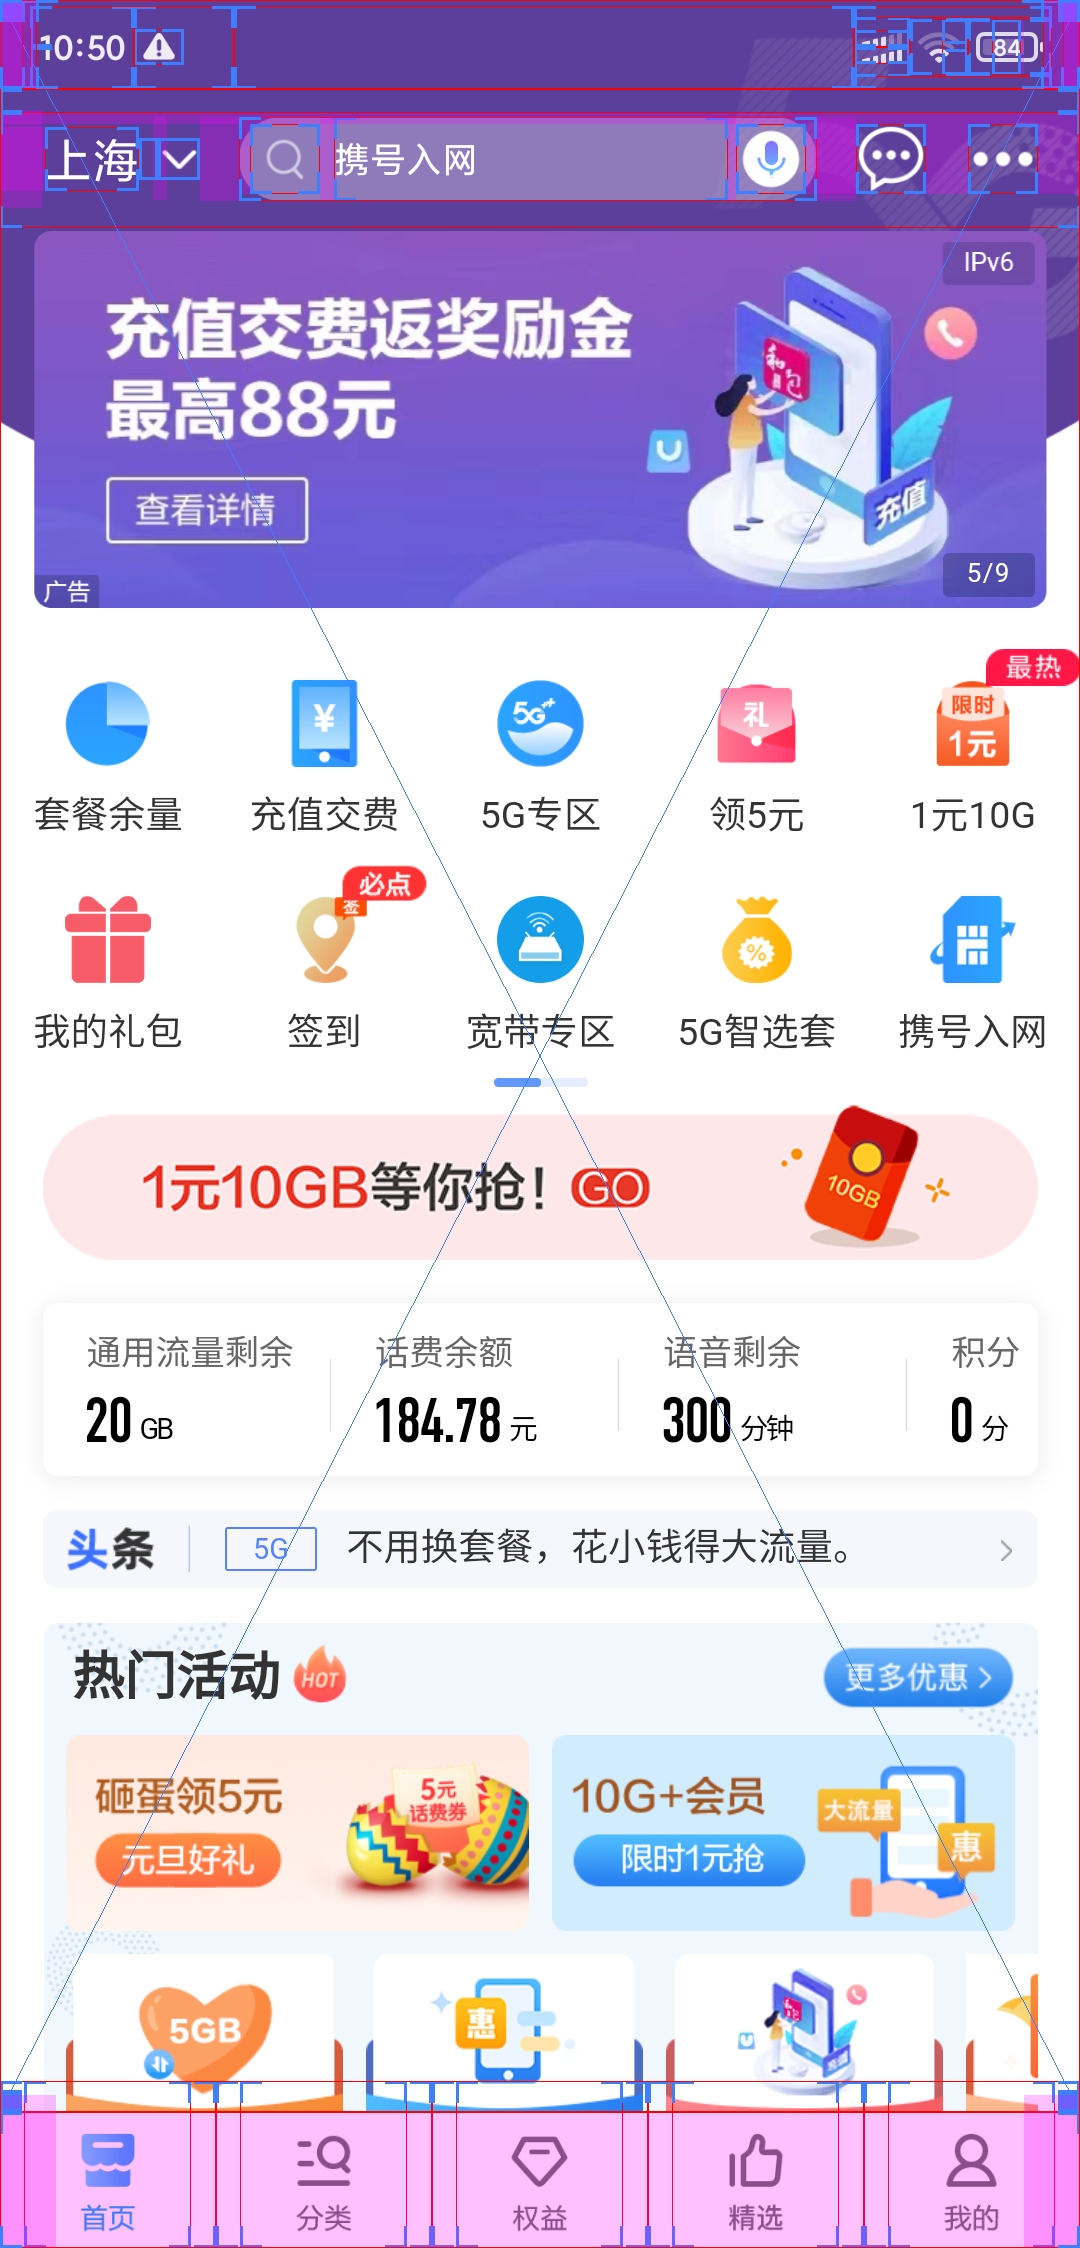 10:50
84
上海
携号入网
IPv6
充值交费返奖励金
最高88元
和包
查看详情
充值
广告
5/9
最热
¥
5G++
礼
限时
1元
套餐余量
充值交费
5G专区
领5元
1元10G
必点
签
%
我的礼包
签到
宽带专区
5G智选套
携号入网
1元10GB等你抢！GO
10GB
通用流量剩余
话费余额
语音剩余
积分
20 GB
184.78 元
300 分钟
0 分
头条
5G
不用换套餐，花小钱得大流量。
热门活动
HOT
更多优惠
砸蛋领5元
元旦好礼
5元
话费券
10G+会员
限时1元抢
大流量
惠
5GB
惠
首页
分类
权益
精选
我的